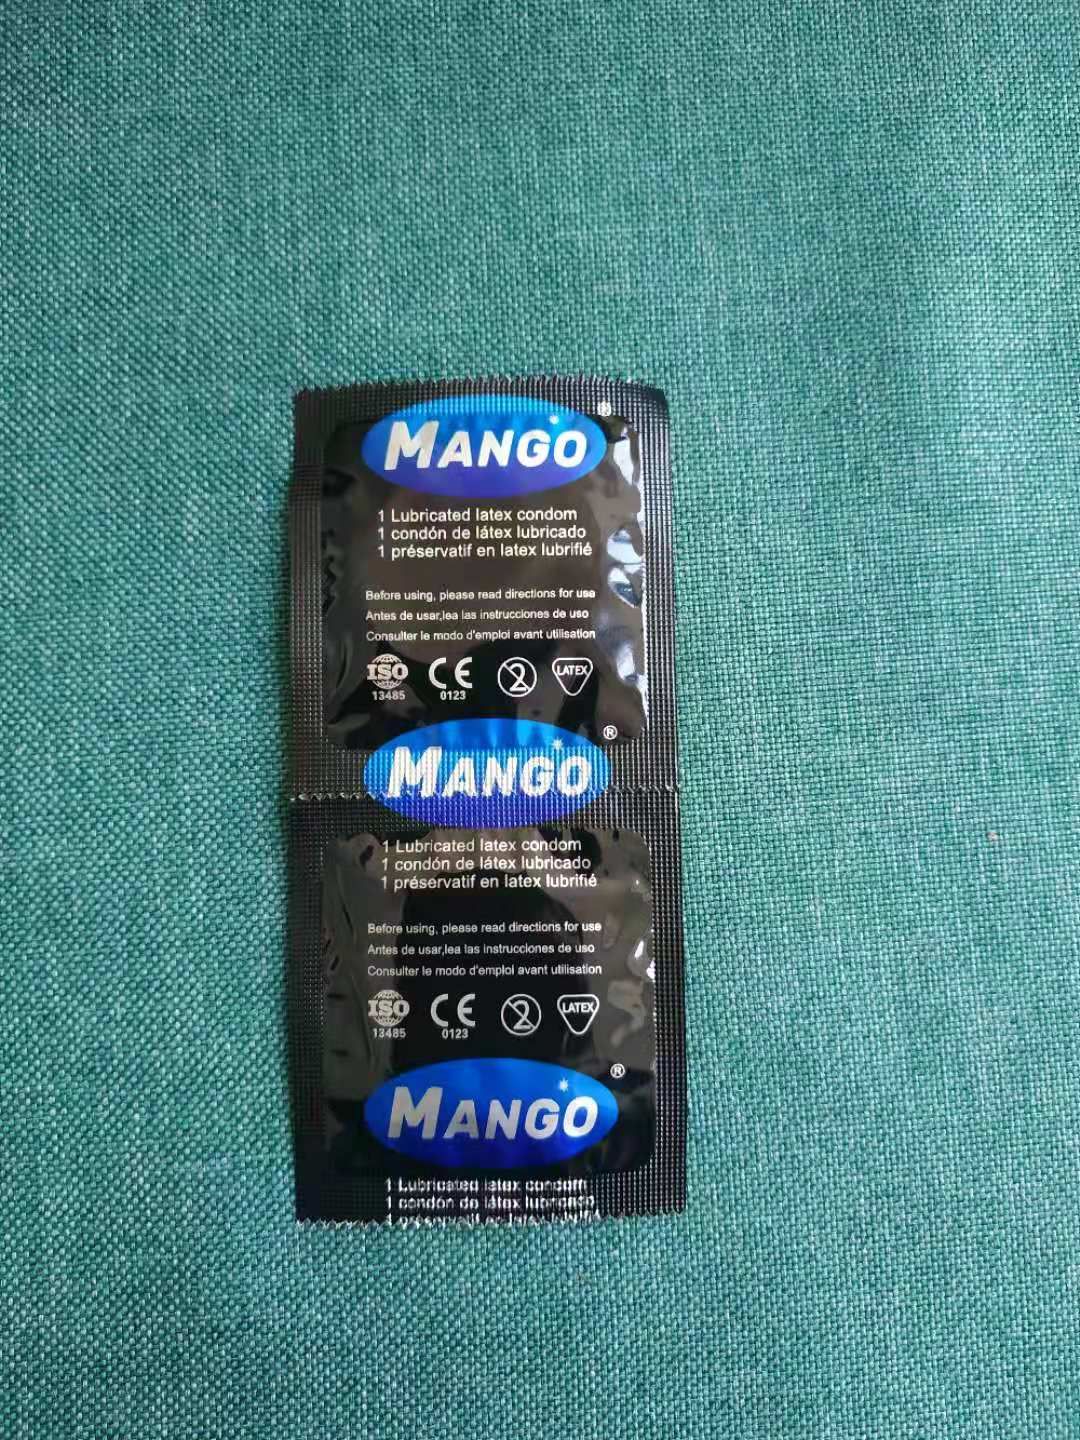 MANGO ®
1 Lubricated latex condom
1 condón de látex lubricado
1 préservatif en latex lubrifié
Before using, please read directions for use
Antes de usar,lea las instrucciones de uso
Consulter le modo d'emploi avant utilisation
ISO CE 2 LATEX
13485 0123
MANGO ®
1 Lubricated latex condom
1 condón de látex lubricado
1 préservatif en latex lubrifié
Before using, please read directions for use
Antes de usar,lea las instrucciones de uso
Consulter le modo d'emploi avant utilisation
ISO CE 2 LATEX
13485 0123
MANGO ®
1 Lubricated latex condom
1 condón de látex lubricado